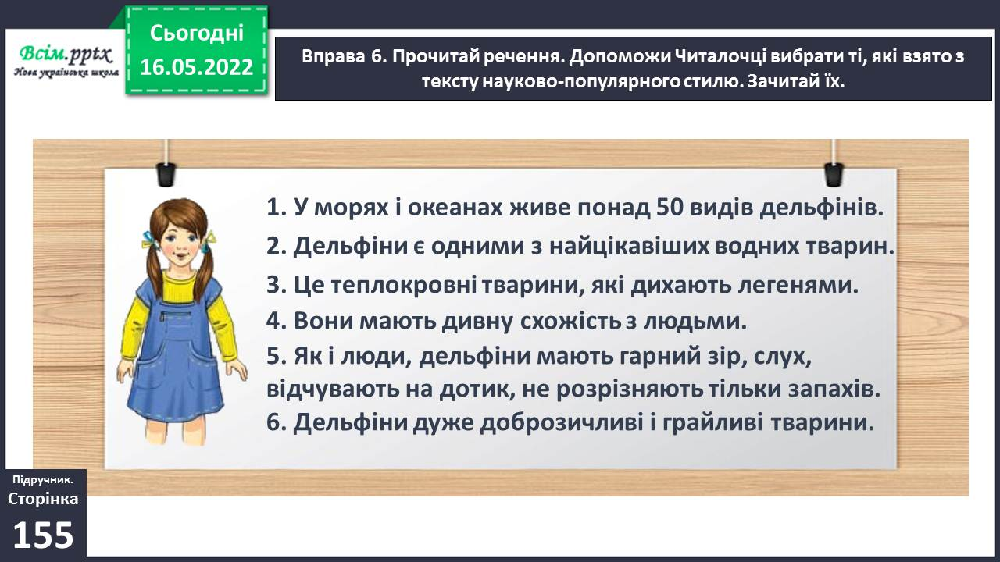 Сьогодні
16.05.2022
Всім.pptx
Нова українська школа
Вправа 6. Прочитай речення. Допоможи Читалочці вибрати ті, які взято з
тексту науково-популярного стилю. Зачитай їх.
1. У морях і океанах живе понад 50 видів дельфінів.
2. Дельфіни є одними з найцікавіших водних тварин.
3. Це теплокровні тварини, які дихають легенями.
4. Вони мають дивну схожість з людьми.
5. Як і люди, дельфіни мають гарний зір, слух,
відчувають на дотик, не розрізняють тільки запахів.
6. Дельфіни дуже доброзичливі і грайливі тварини.
Підручник.
Сторінка
155